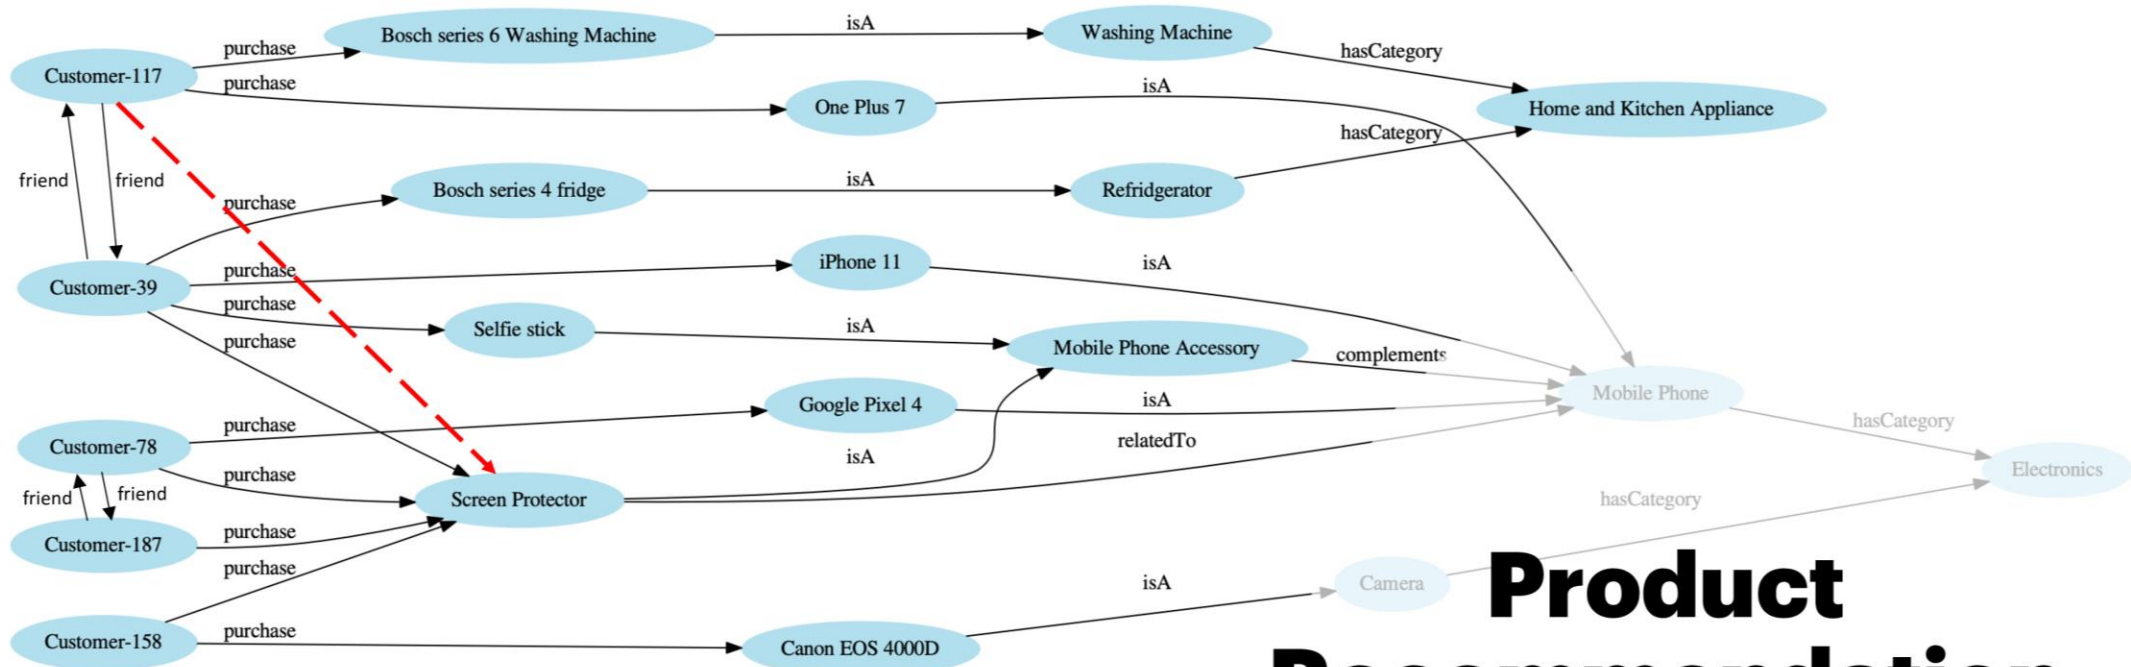 Customer-117
purchase
Bosch series 6 Washing Machine
isA
Washing Machine
hasCategory
Home and Kitchen Appliance
purchase
One Plus 7
isA
friend
friend
purchase
Bosch series 4 fridge
isA
Refridgerator
hasCategory
Customer-39
purchase
iPhone 11
isA
purchase
Selfie stick
isA
Mobile Phone Accessory
complements
Mobile Phone
hasCategory
Electronics
purchase
Customer-78
purchase
Google Pixel 4
isA
purchase
Screen Protector
isA
relatedTo
friend
friend
Customer-187
purchase
purchase
Customer-158
purchase
Canon EOS 4000D
isA
Camera
hasCategory
Product
Recommendation